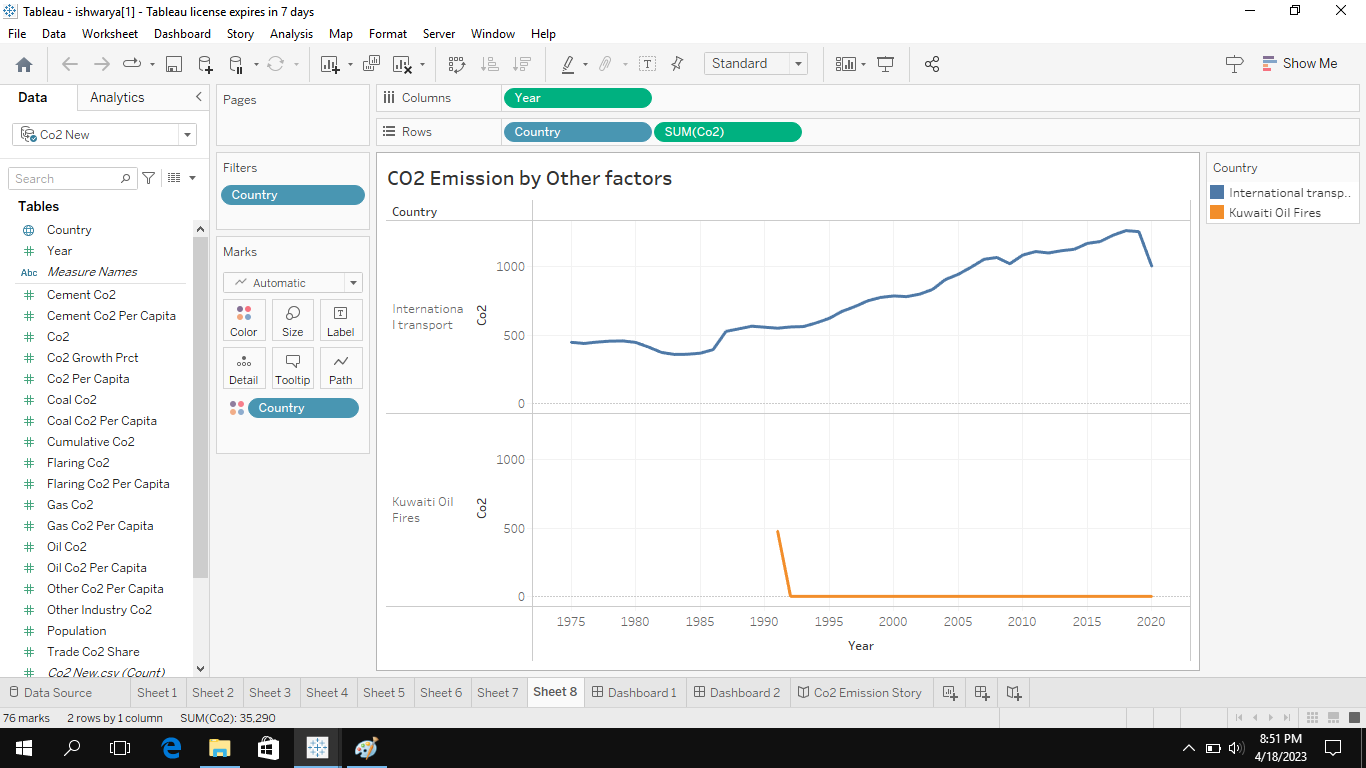 Tableau - ishwarya[1] - Tableau license expires in 7 days
File Data Worksheet Dashboard Story Analysis Map Format Server Window Help
Standard
Show Me
Data Analytics
Co2 New
Search
Tables
Country
Year
Abc Measure Names
Cement Co2
Cement Co2 Per Capita
Co2
Co2 Growth Prct
Co2 Per Capita
Coal Co2
Coal Co2 Per Capita
Cumulative Co2
Flaring Co2
Flaring Co2 Per Capita
Gas Co2
Gas Co2 Per Capita
Oil Co2
Oil Co2 Per Capita
Other Co2 Per Capita
Other Industry Co2
Population
Trade Co2 Share
Co2 New.csv (Count)
Pages
Filters
Country
Marks
Automatic
Color Size Label
Detail Tooltip Path
Country
Columns Year
Rows Country SUM(Co2)
CO2 Emission by Other factors
Country
Internationa
l transport
Co2
1000
500
0
Kuwaiti Oil
Fires
Co2
1000
500
0
1975 1980 1985 1990 1995 2000 2005 2010 2015 2020
Year
Country
International transp..
Kuwaiti Oil Fires
Data Source Sheet 1 Sheet 2 Sheet 3 Sheet 4 Sheet 5 Sheet 6 Sheet 7 Sheet 8 Dashboard 1 Dashboard 2 Co2 Emission Story
76 marks 2 rows by 1 column SUM(Co2): 35,290
8:51 PM
4/18/2023